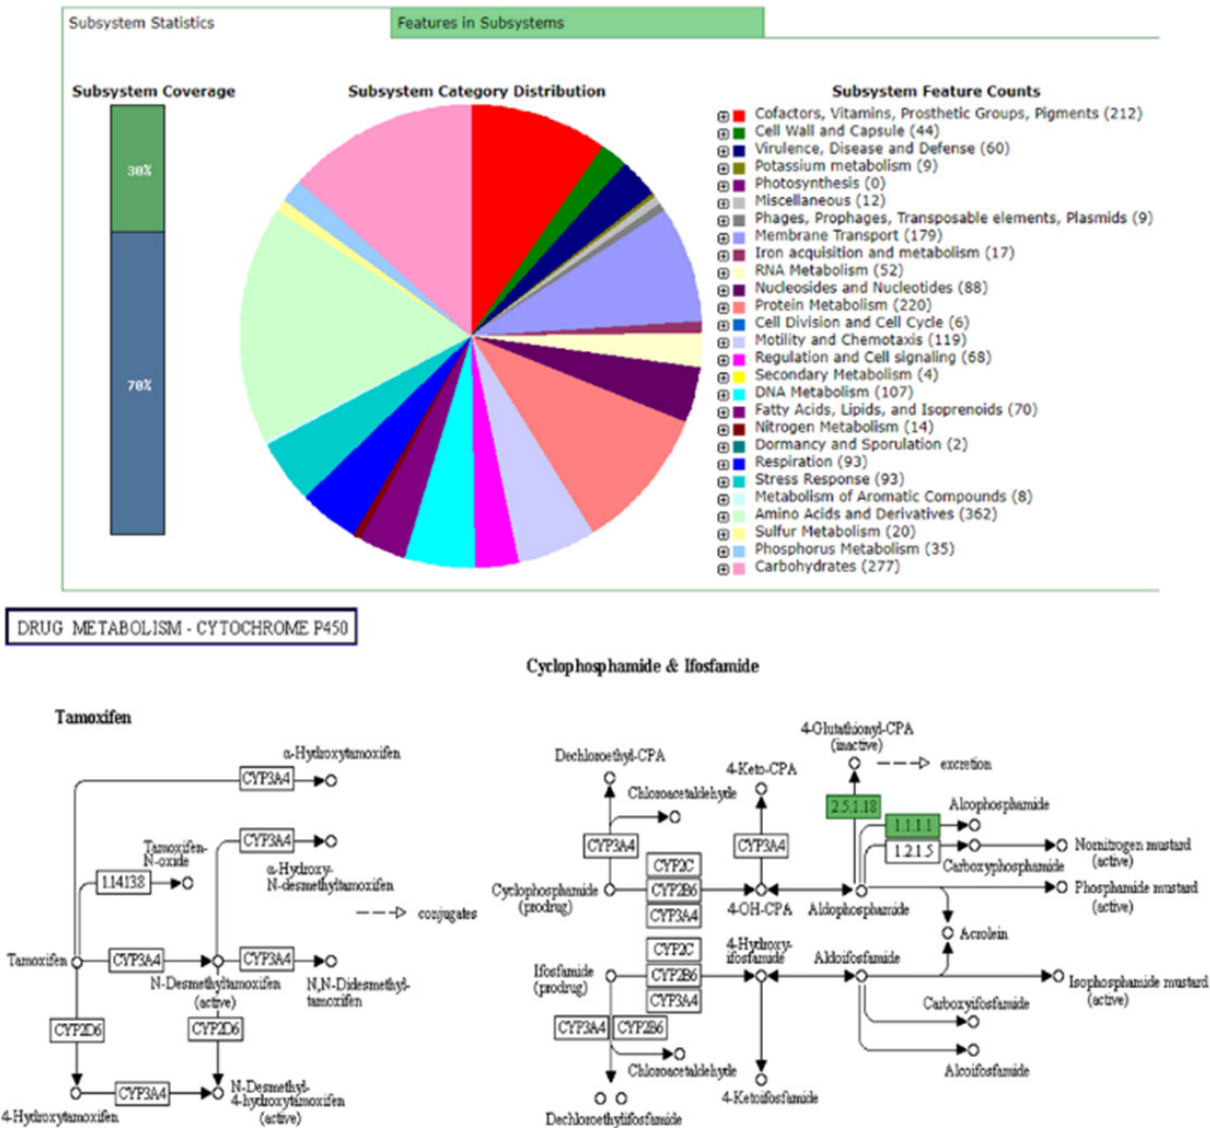 Subsystem Statistics
Features in Subsystems
Subsystem Coverage
Subsystem Category Distribution
Subsystem Feature Counts
30%
70%
Cofactors, Vitamins, Prosthetic Groups, Pigments (212)
Cell Wall and Capsule (44)
Virulence, Disease and Defense (60)
Potassium metabolism (9)
Photosynthesis (0)
Miscellaneous (12)
Phages, Prophages, Transposable elements, Plasmids (9)
Membrane Transport (179)
Iron acquisition and metabolism (17)
RNA Metabolism (52)
Nucleosides and Nucleotides (88)
Protein Metabolism (220)
Cell Division and Cell Cycle (6)
Motility and Chemotaxis (119)
Regulation and Cell signaling (68)
Secondary Metabolism (4)
DNA Metabolism (107)
Fatty Acids, Lipids, and Isoprenoids (70)
Nitrogen Metabolism (14)
Dormancy and Sporulation (2)
Respiration (93)
Stress Response (93)
Metabolism of Aromatic Compounds (8)
Amino Acids and Derivatives (362)
Sulfur Metabolism (20)
Phosphorus Metabolism (35)
Carbohydrates (277)
DRUG METABOLISM - CYTOCHROME P450
Tamoxifen
α-Hydroxytamoxifen
CYP3A4
CYP3A4
Tamoxifen-
N-oxide
1.14.13.8
α-Hydroxy-
N-desmethyltamoxifen
conjugates
Tamoxifen
CYP3A4
CYP3A4
N-Desmethyltamoxifen
(active)
N,N-Didesmethyl-
tamoxifen
CYP2D6
CYP2D6
CYP3A4
4-Hydroxytamoxifen
N-Desmethyl-
4-hydroxytamoxifen
(active)
Cyclophosphamide & Ifosfamide
4-Glutathionyl-CPA
(inactive)
excretion
Dechloroethyl-CPA
4-Keto-CPA
Chloroacetaldehyde
2.5.1.18
Alcophosphamide
1.1.1.1
CYP3A4
CYP3A4
1.2.1.5
Nornitrogen mustard
(active)
Carboxyphosphamide
CYP2C
CYP2B6
CYP3A4
Cyclophosphamide
(prodrug)
4-OH-CPA
Aldophosphamide
Phosphamide mustard
(active)
Acrolein
CYP2C
CYP2B6
CYP3A4
4-Hydroxy-
ifosfamide
Aldoifosfamide
Ifosfamide
(prodrug)
Isophosphamide mustard
(active)
Carboxyifosfamide
CYP3A4
CYP2B6
Chloroacetaldehyde
Alcoifosfamide
4-Ketoifosfamide
Dechloroethylifosfamide